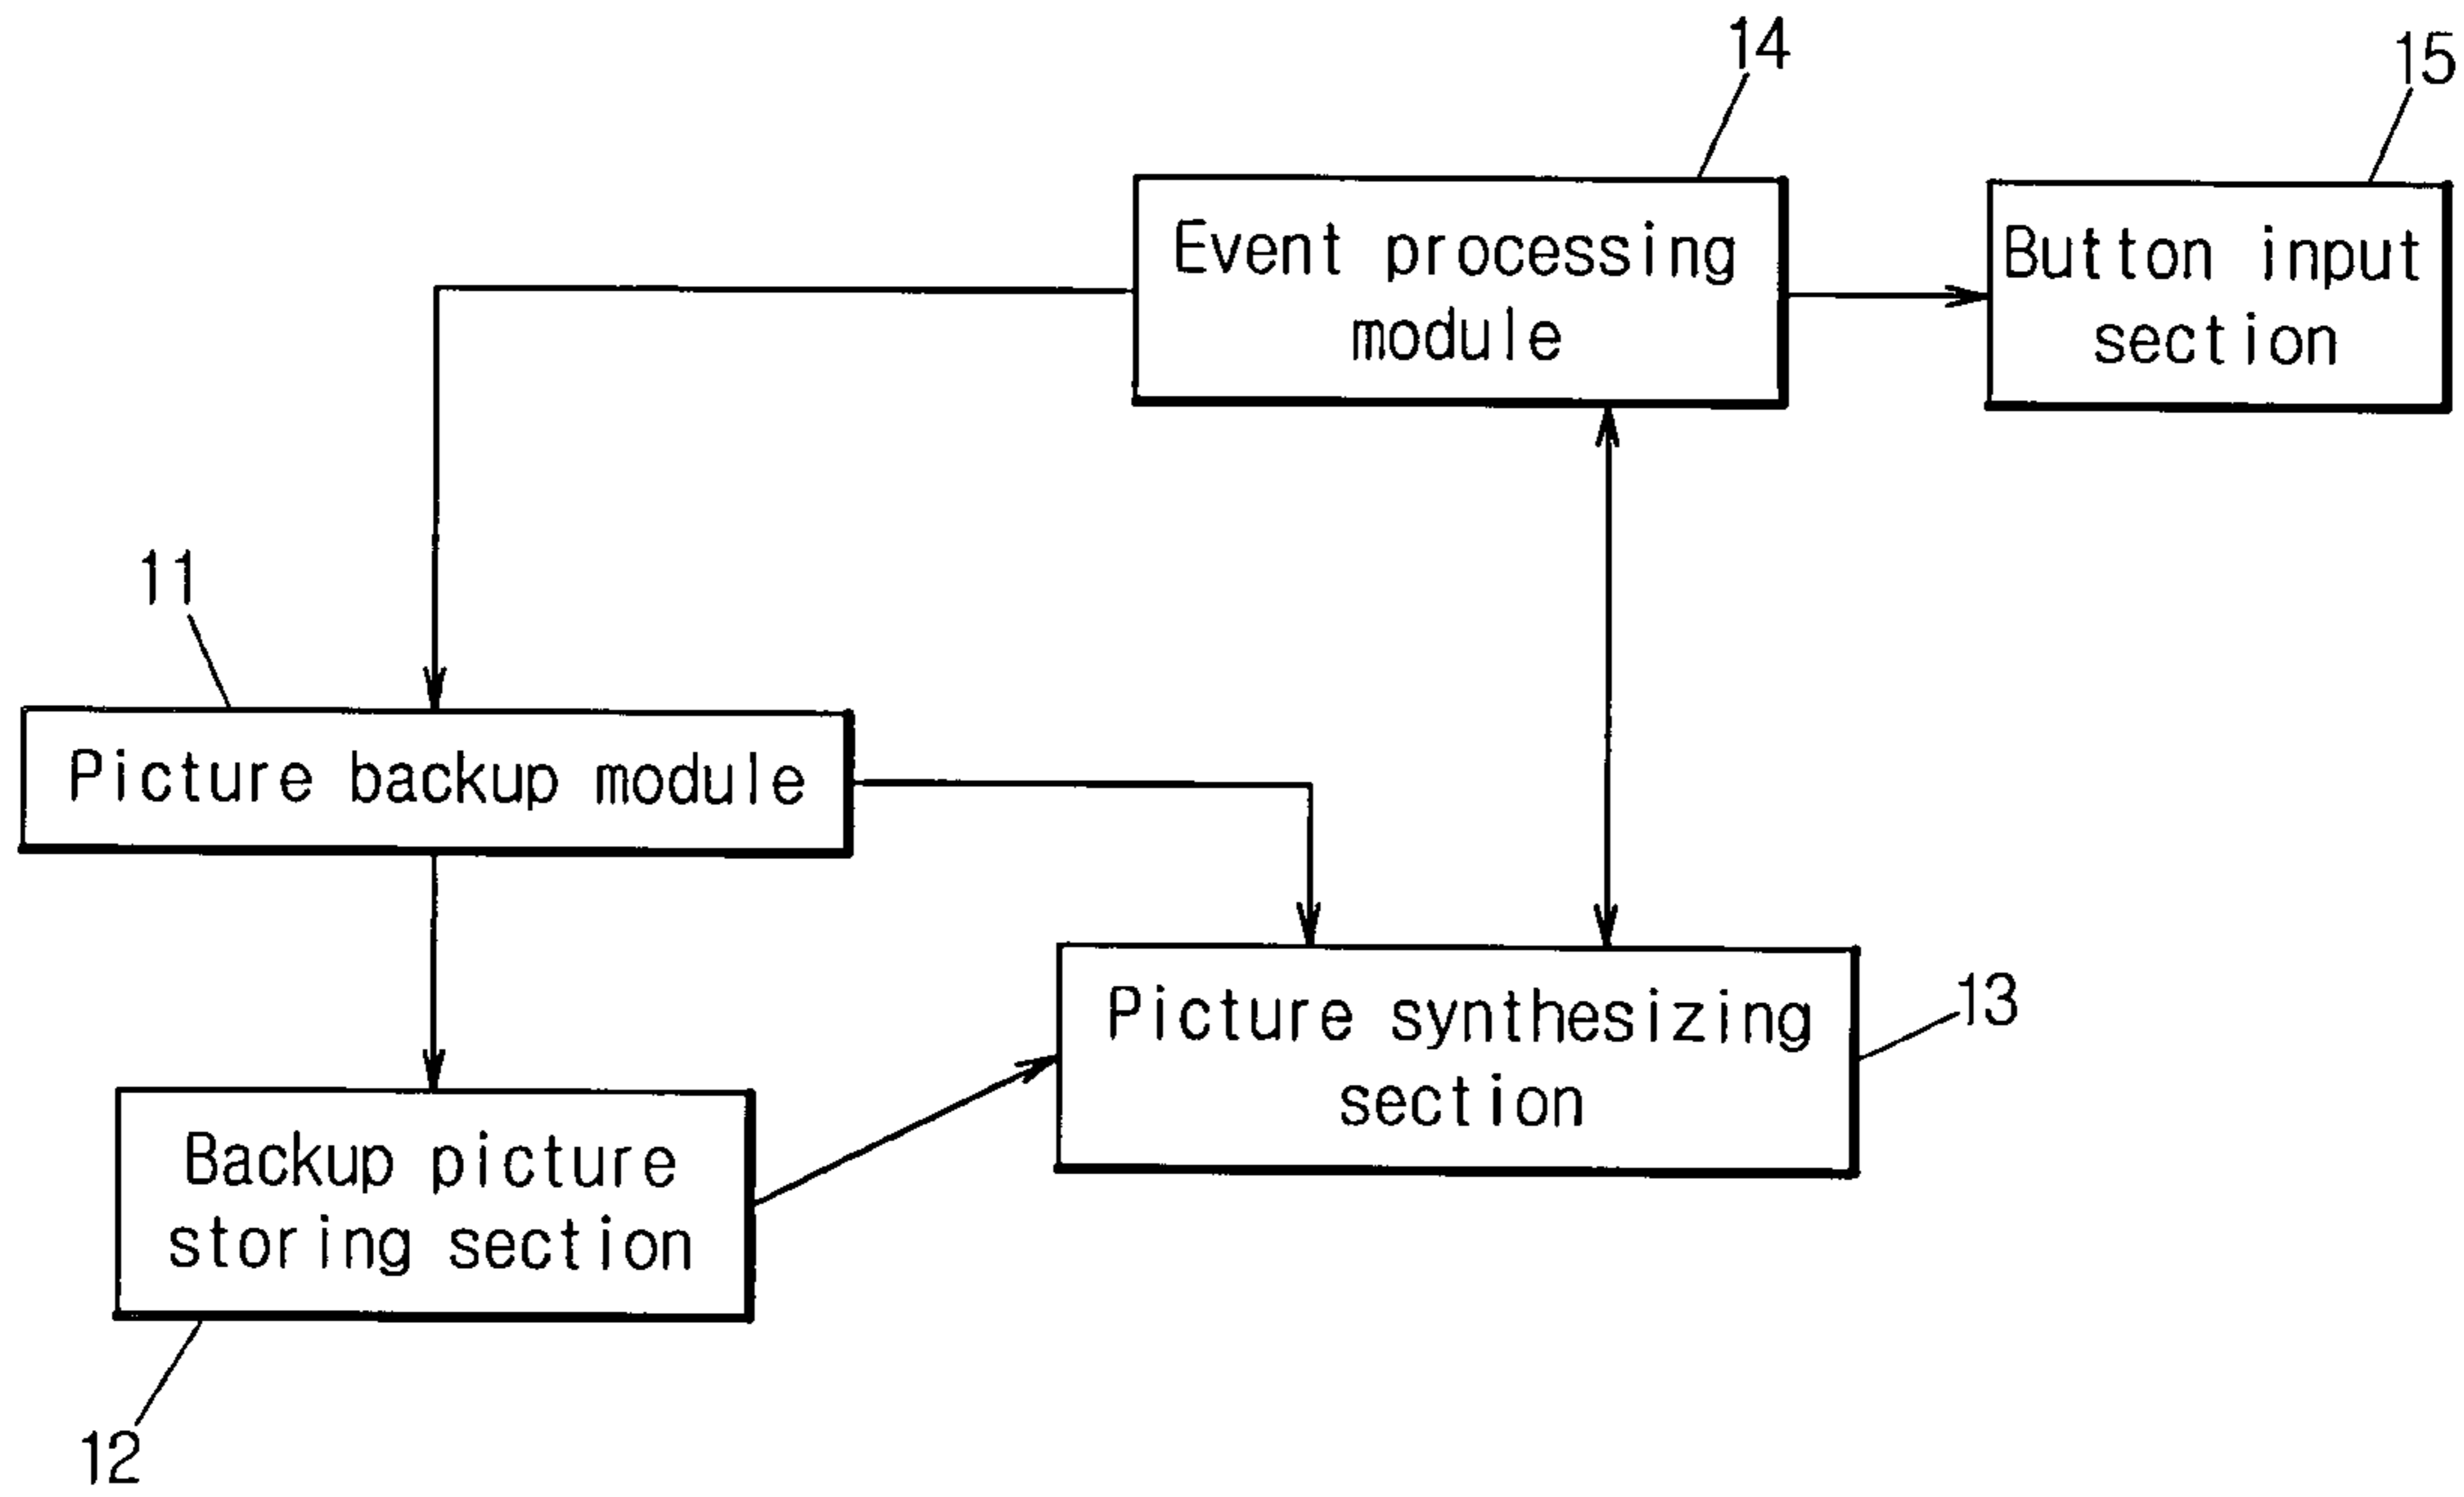 14
15
Event processing
module
Button input
section
11
Picture backup module
Picture synthesizing
section
13
Backup picture
storing section
12